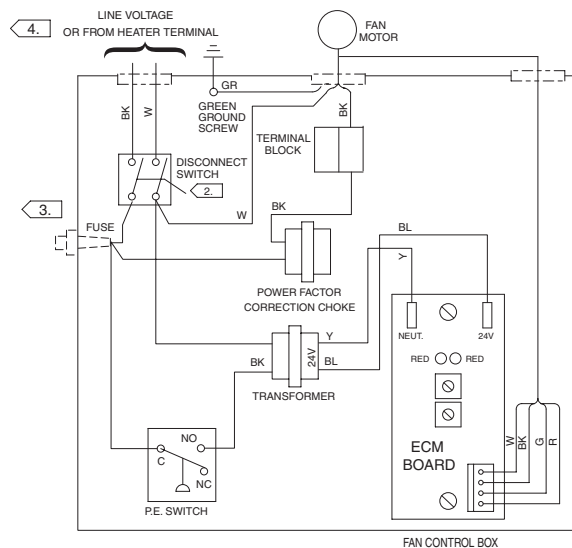 4.
LINE VOLTAGE
OR FROM HEATER TERMINAL
FAN
MOTOR
BK
W
GR
GREEN
GROUND
SCREW
BK
TERMINAL
BLOCK
DISCONNECT
SWITCH
2.
W
3.
FUSE
BK
POWER FACTOR
CORRECTION CHOKE
BL
Y
NEUT.
24V
Y
BK
24V
BL
TRANSFORMER
RED
RED
NO
C
NC
P.E. SWITCH
ECM
BOARD
W
BK
G
R
FAN CONTROL BOX